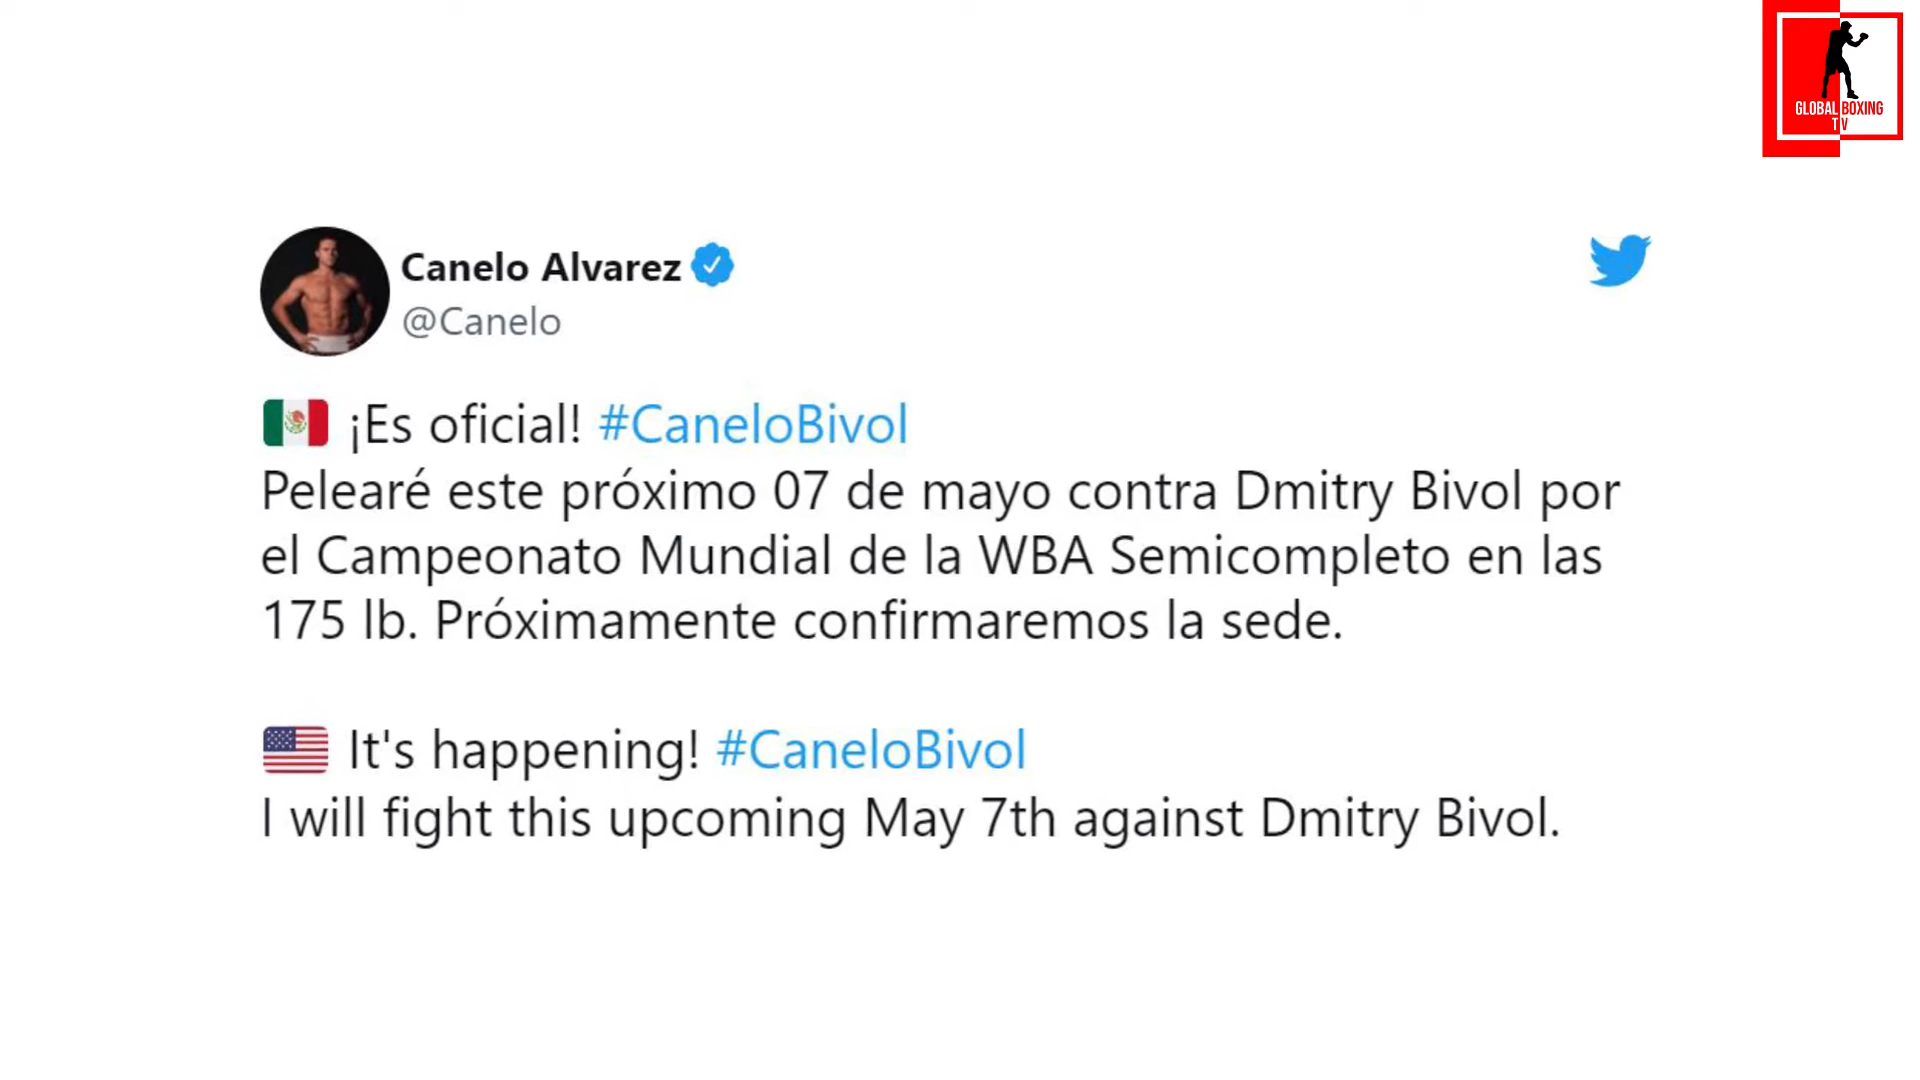 GLOBAL BOXING
TV
Canelo Alvarez
@Canelo
¡Es oficial! #CaneloBivol
Pelearé este próximo 07 de mayo contra Dmitry Bivol por
el Campeonato Mundial de la WBA Semicompleto en las
175 lb. Próximamente confirmaremos la sede.
It's happening! #CaneloBivol
I will fight this upcoming May 7th against Dmitry Bivol.